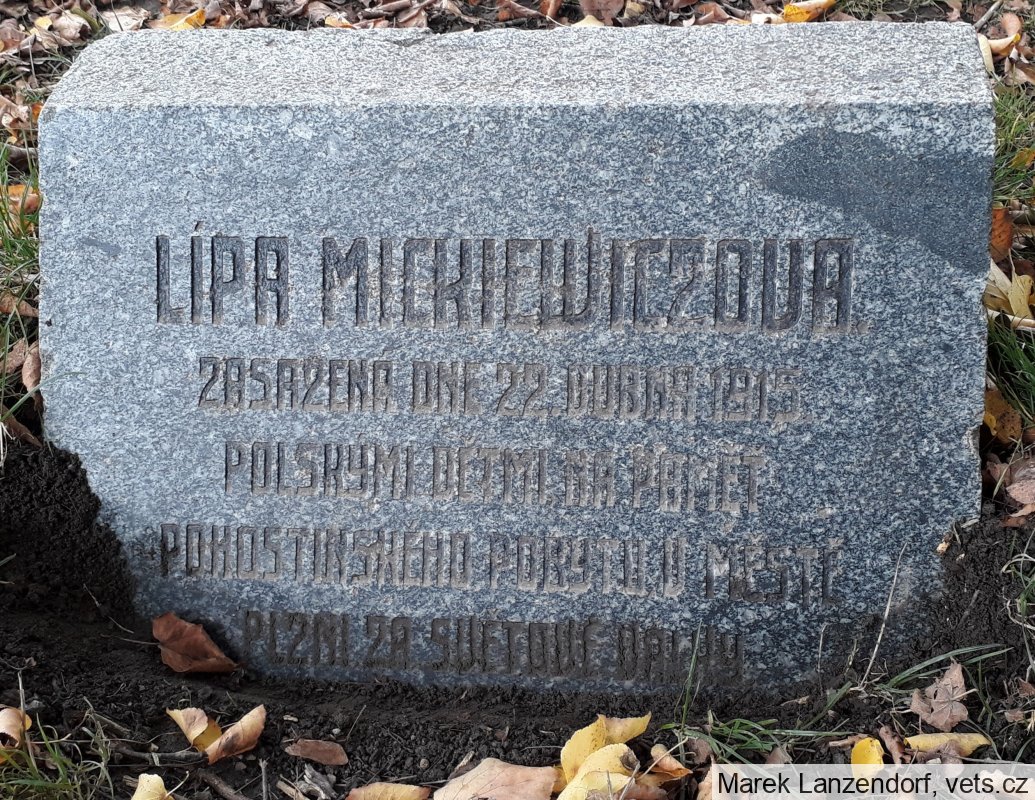 LÍPA MICKIEWICZOVA.
ZASAŽENÁ DNE 22. DUBNA 1915
POLSKÝMI DĚTMI, NA PAMĚŤ
POHOSTINSKÉHO POBYTU, V MĚSTĚ
PLZNI ZA SVĚTOVÉ VÁLKY
Marek Lanzendorf, vets.cz